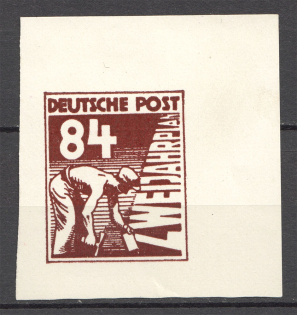 DEUTSCHE POST
84
ZWEIJAHRPLAN